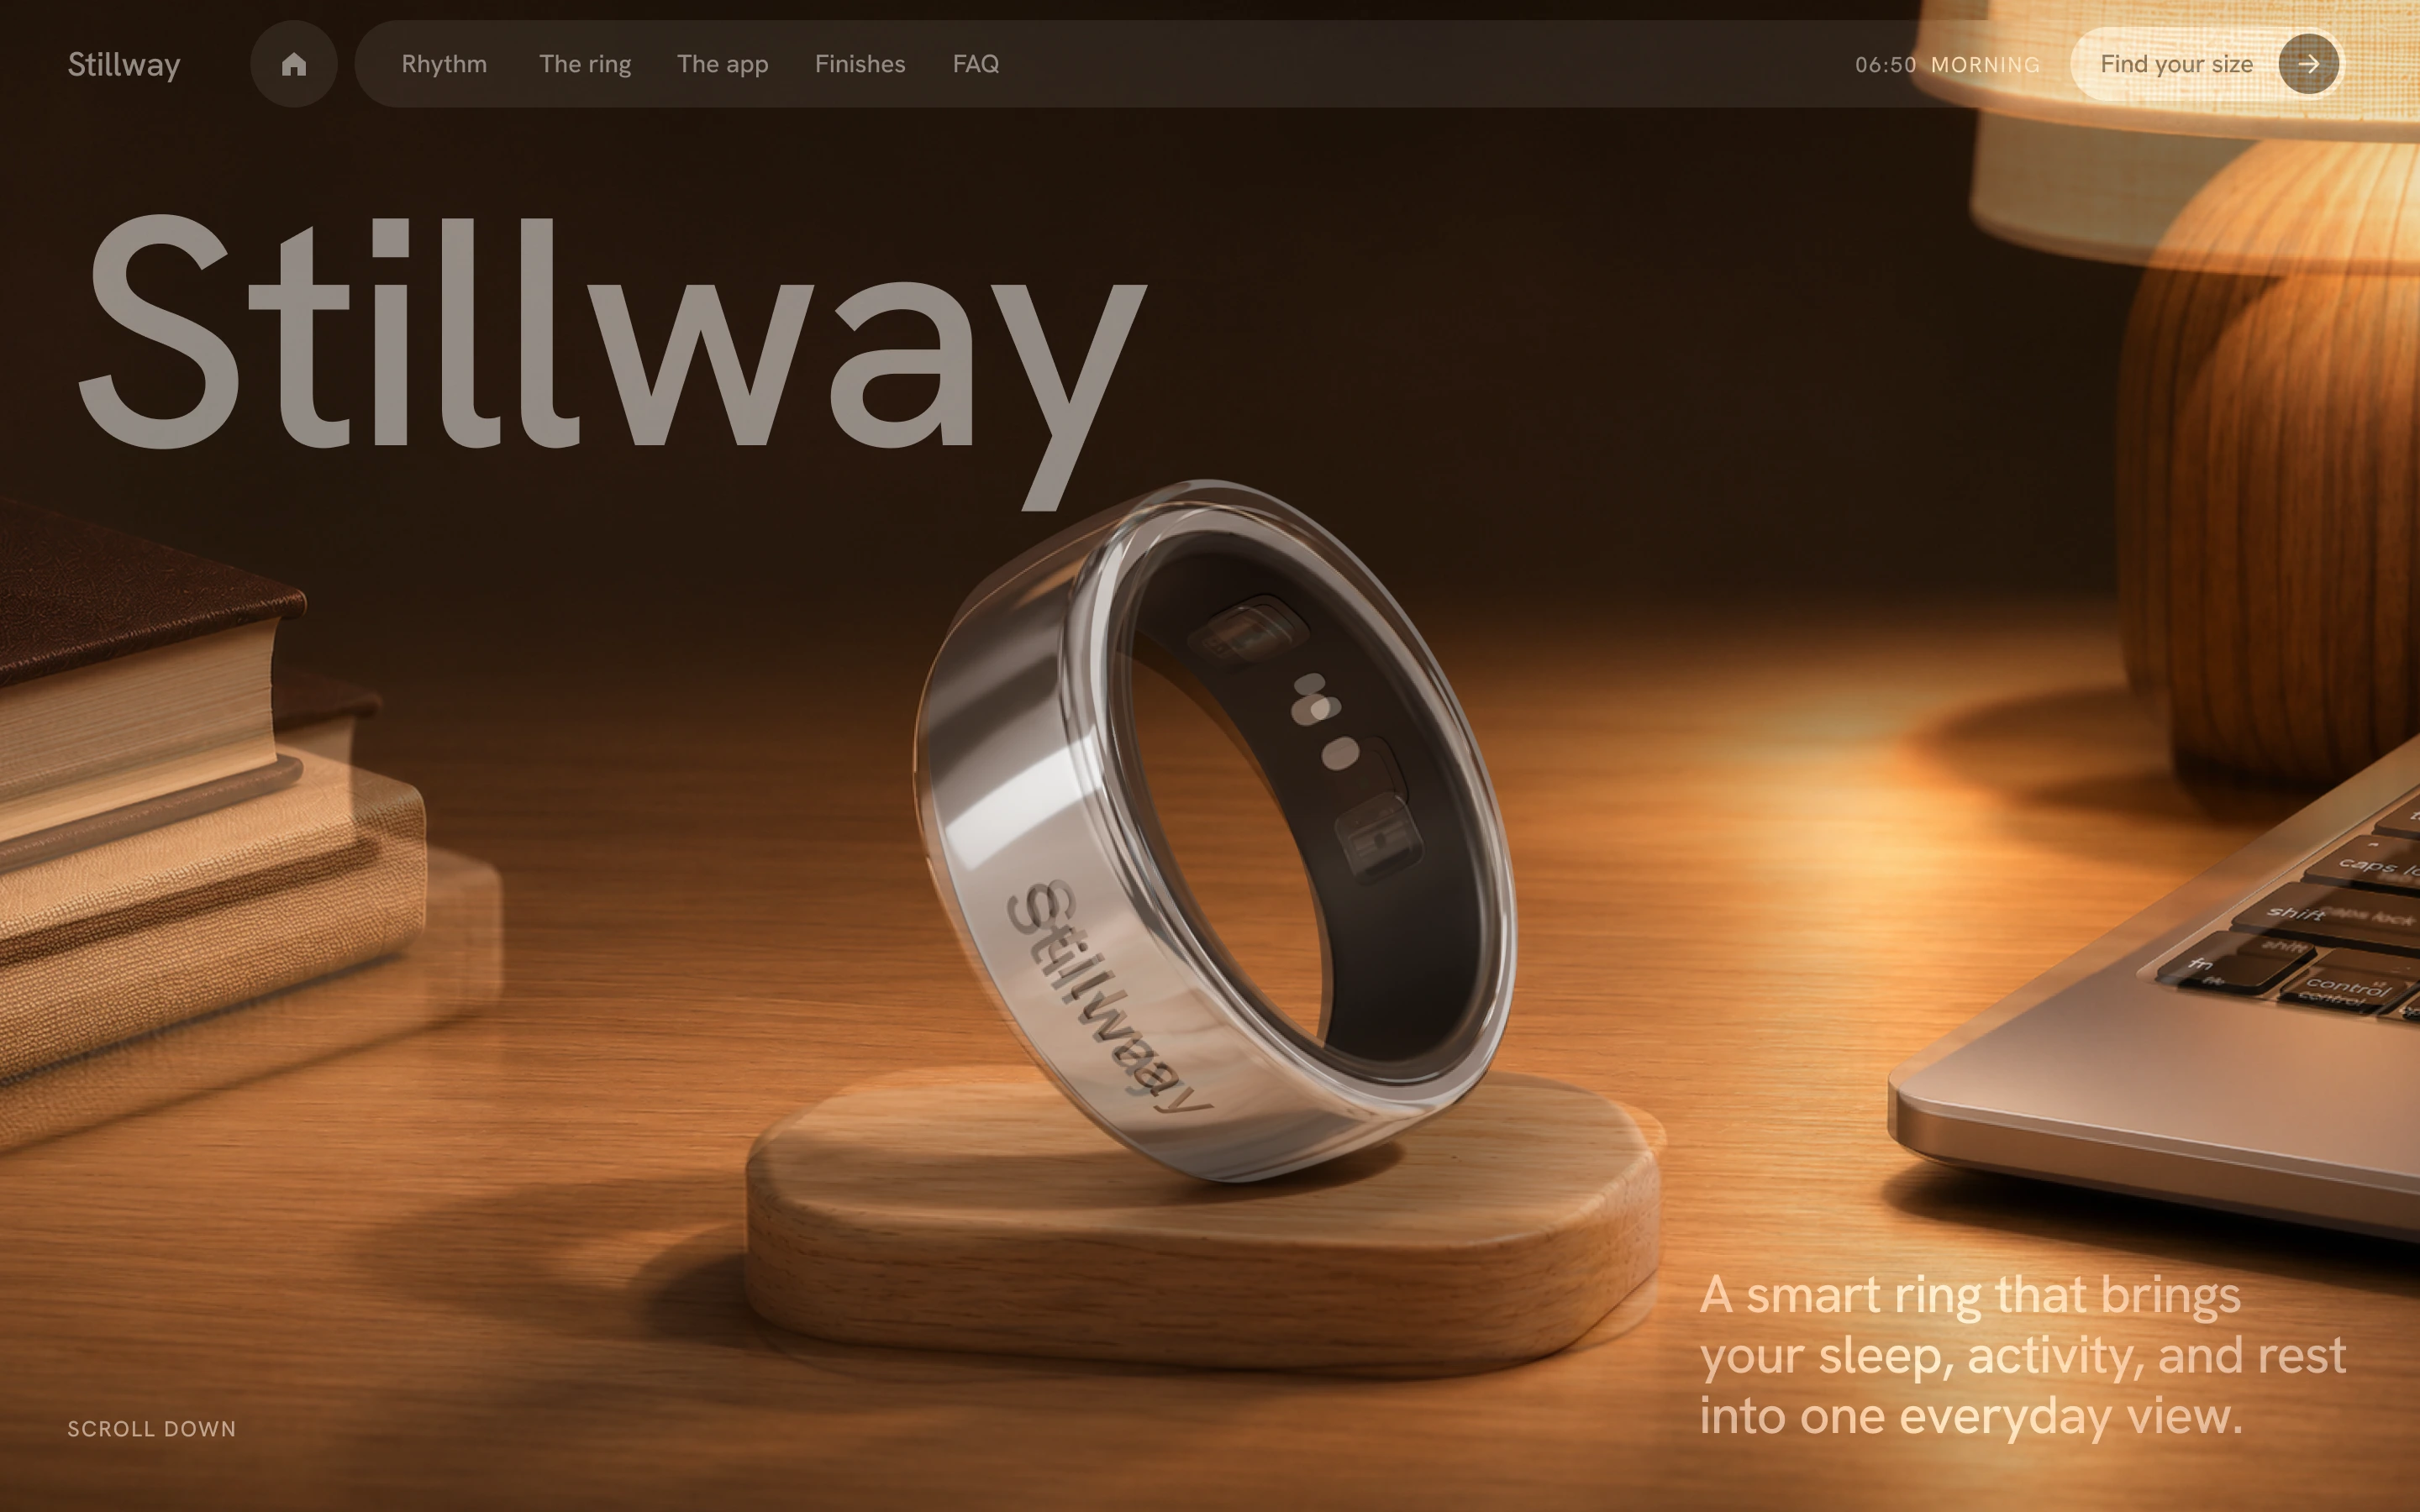 Stillway
Rhythm
The ring
The app
Finishes
FAQ
06:50 MORNING
Find your size
Stillway
Stillway
caps lock
shift
fn
control
A smart ring that brings
your sleep, activity, and rest
into one everyday view.
SCROLL DOWN